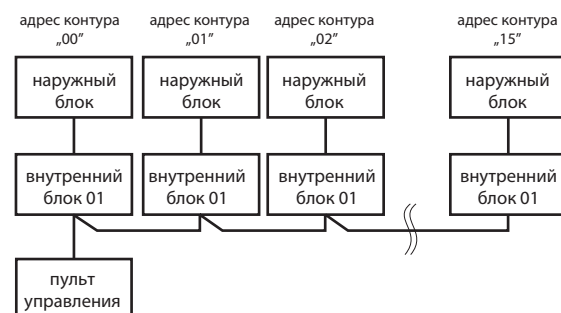 адрес контура
„00”
адрес контура
„01”
адрес контура
„02”
адрес контура
„15”
наружный
блок
наружный
блок
наружный
блок
наружный
блок
внутренний
блок 01
внутренний
блок 01
внутренний
блок 01
внутренний
блок 01
пульт
управления